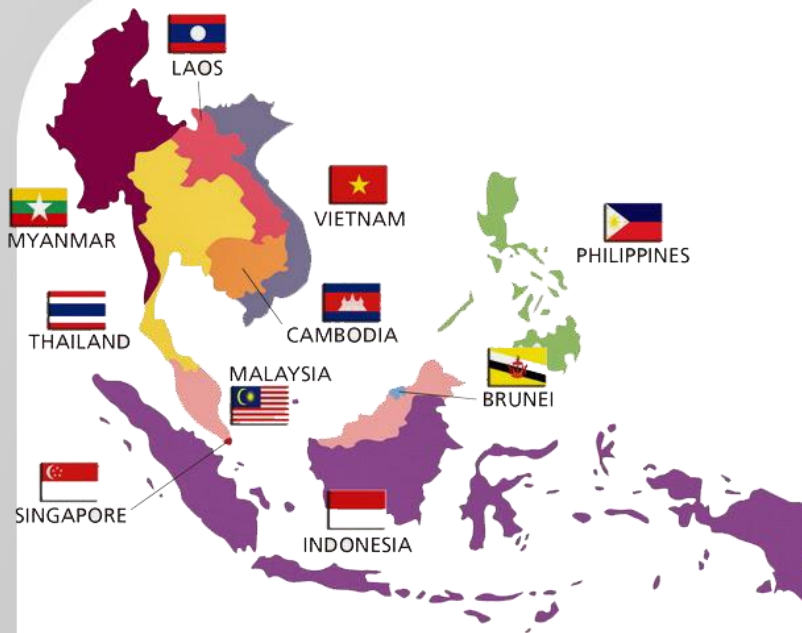 LAOS
MYANMAR
VIETNAM
PHILIPPINES
THAILAND
CAMBODIA
MALAYSIA
BRUNEI
SINGAPORE
INDONESIA